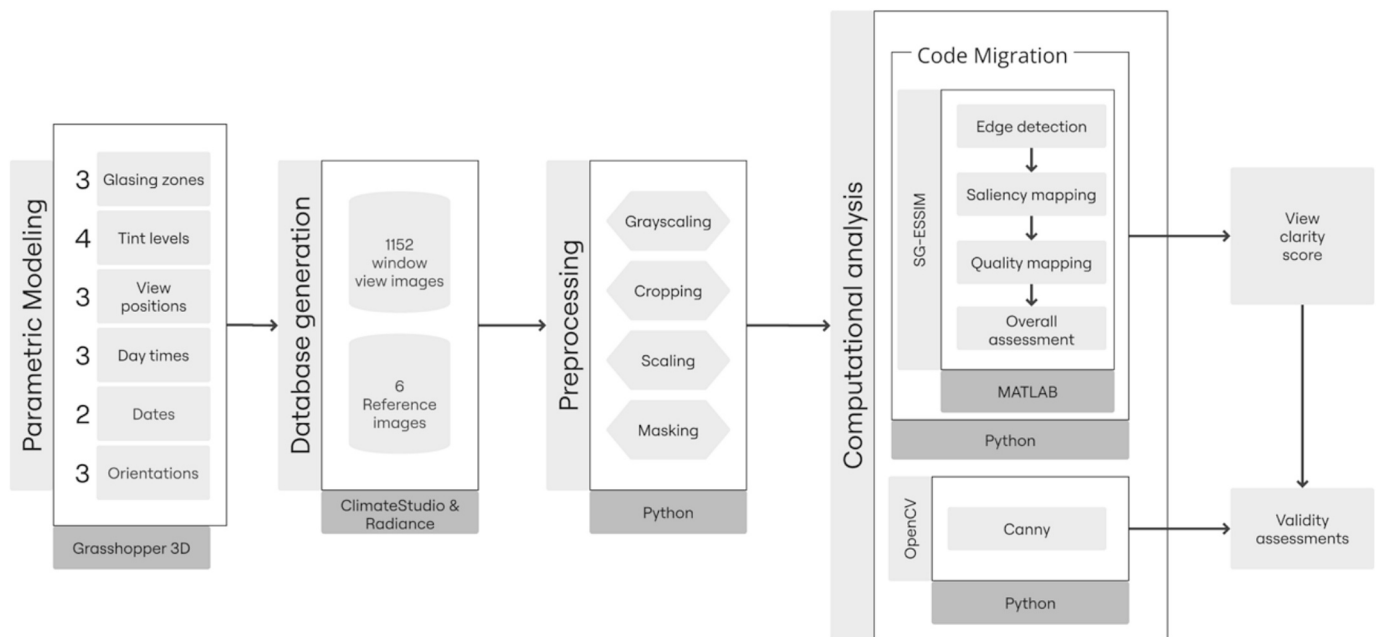 Parametric Modeling
3 Glasing zones
4 Tint levels
3 View
positions
3 Day times
2 Dates
3 Orientations
Grasshopper 3D
Database generation
1152
window
view images
6
Reference
images
ClimateStudio &
Radiance
Preprocessing
Grayscaling
Cropping
Scaling
Masking
Python
Computational analysis
Code Migration
SG-ESSIM
Edge detection
Saliency mapping
Quality mapping
Overall
assessment
MATLAB
Python
OpenCV
Canny
Python
View
clarity
score
Validity
assessments